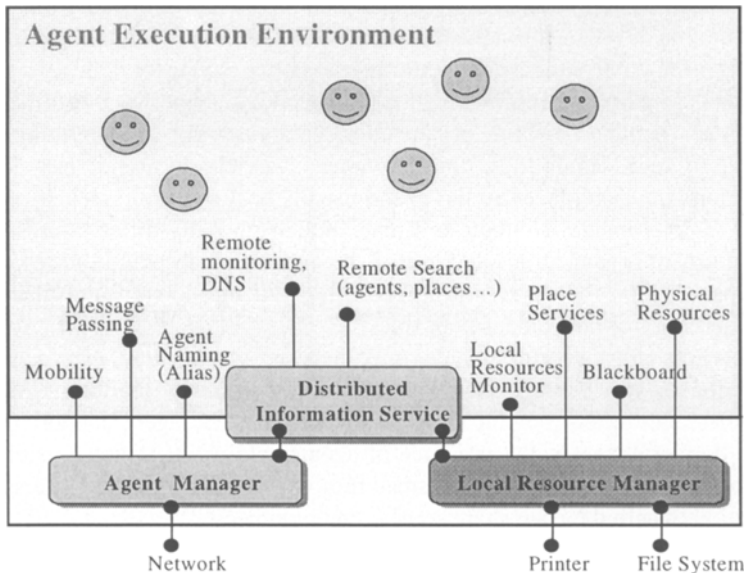 Agent Execution Environment
Remote
monitoring,
DNS
Remote Search
(agents, places...)
Place
Services
Physical
Resources
Message
Passing
Agent
Naming
(Alias)
Mobility
Local
Resources
Monitor
Blackboard
Distributed
Information Service
Agent Manager
Local Resource Manager
Network
Printer
File System